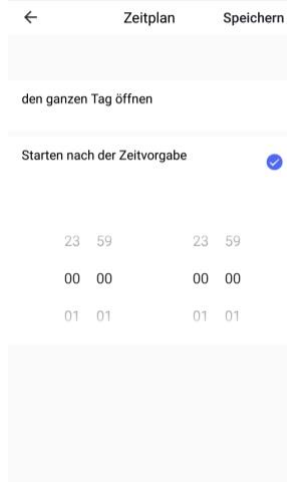 ← Zeitplan Speichern
den ganzen Tag öffnen
Starten nach der Zeitvorgabe
23 59 23 59
00 00 00 00
01 01 01 01